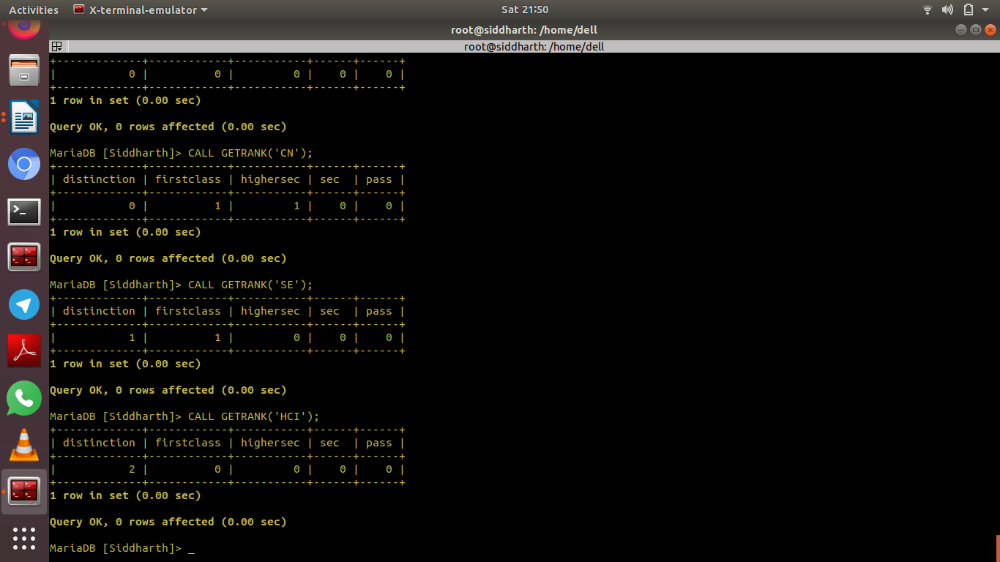 Activities X-terminal-emulator Sat 21:50
root@siddharth: /home/dell
root@siddharth: /home/dell
+-------------+------------+-----------+------+------+
|           0 |          0 |         0 |    0 |    0 |
+-------------+------------+-----------+------+------+
1 row in set (0.00 sec)
Query OK, 0 rows affected (0.00 sec)
MariaDB [Siddharth]> CALL GETRANK('CN');
+-------------+------------+-----------+------+------+
| distinction | firstclass | highersec | sec  | pass |
+-------------+------------+-----------+------+------+
|           0 |          1 |         1 |    0 |    0 |
+-------------+------------+-----------+------+------+
1 row in set (0.00 sec)
Query OK, 0 rows affected (0.00 sec)
MariaDB [Siddharth]> CALL GETRANK('SE');
+-------------+------------+-----------+------+------+
| distinction | firstclass | highersec | sec  | pass |
+-------------+------------+-----------+------+------+
|           1 |          1 |         0 |    0 |    0 |
+-------------+------------+-----------+------+------+
1 row in set (0.00 sec)
Query OK, 0 rows affected (0.00 sec)
MariaDB [Siddharth]> CALL GETRANK('HCI');
+-------------+------------+-----------+------+------+
| distinction | firstclass | highersec | sec  | pass |
+-------------+------------+-----------+------+------+
|           2 |          0 |         0 |    0 |    0 |
+-------------+------------+-----------+------+------+
1 row in set (0.00 sec)
Query OK, 0 rows affected (0.00 sec)
MariaDB [Siddharth]> _